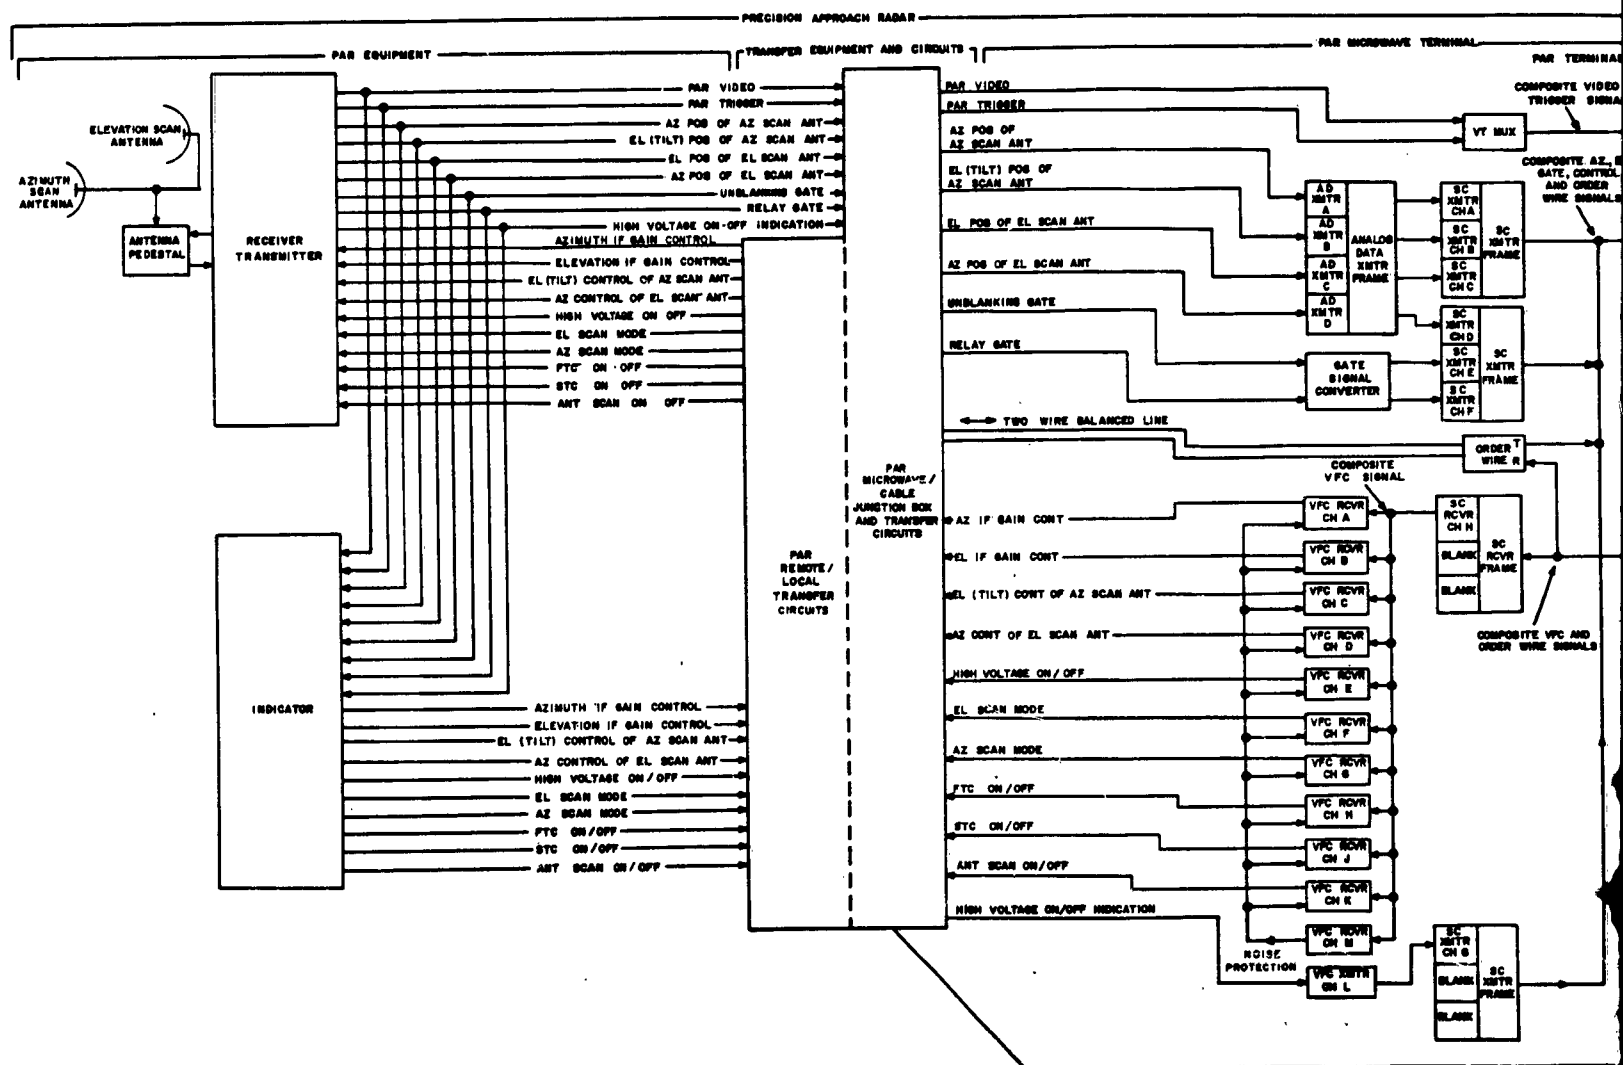 PRECISION APPROACH RADAR
PAR EQUIPMENT
TRANSFER EQUIPMENT AND CIRCUITS
PAR MICROWAVE TERMINAL
PAR TERMINAL
ELEVATION SCAN
ANTENNA
AZIMUTH
SCAN
ANTENNA
ANTENNA
PEDESTAL
RECEIVER
TRANSMITTER
PAR VIDEO
PAR TRIGGER
AZ POS OF AZ SCAN ANT
EL (TILT) POS OF AZ SCAN ANT
EL POS OF EL SCAN ANT
AZ POS OF EL SCAN ANT
UNBLANKING GATE
RELAY GATE
HIGH VOLTAGE ON-OFF INDICATION
AZIMUTH IF GAIN CONTROL
ELEVATION IF GAIN CONTROL
EL (TILT) CONTROL OF AZ SCAN ANT
AZ CONTROL OF EL SCAN ANT
HIGH VOLTAGE ON OFF
EL SCAN MODE
AZ SCAN MODE
FTC ON-OFF
STC ON OFF
ANT SCAN ON OFF
INDICATOR
AZIMUTH IF GAIN CONTROL
ELEVATION IF GAIN CONTROL
EL (TILT) CONTROL OF AZ SCAN ANT
AZ CONTROL OF EL SCAN ANT
HIGH VOLTAGE ON/OFF
EL SCAN MODE
AZ SCAN MODE
FTC ON/OFF
STC ON/OFF
ANT SCAN ON/OFF
PAR
REMOTE/
LOCAL
TRANSFER
CIRCUITS
PAR
MICROWAVE/
CABLE
JUNCTION BOX
AND TRANSFER
CIRCUITS
PAR VIDEO
PAR TRIGGER
AZ POS OF
AZ SCAN ANT
EL (TILT) POS OF
AZ SCAN ANT
EL POS OF EL SCAN ANT
AZ POS OF EL SCAN ANT
UNBLANKING GATE
RELAY GATE
TWO WIRE BALANCED LINE
AZ IF GAIN CONT
EL IF GAIN CONT
EL (TILT) CONT OF AZ SCAN ANT
AZ CONT OF EL SCAN ANT
HIGH VOLTAGE ON/OFF
EL SCAN MODE
AZ SCAN MODE
FTC ON/OFF
STC ON/OFF
ANT SCAN ON/OFF
HIGH VOLTAGE ON/OFF INDICATION
COMPOSITE VIDEO
TRIGGER SIGNAL
VT MUX
COMPOSITE AZ., E
GATE, CONTROL
AND ORDER
WIRE SIGNALS
AD
XMTR
A
AD
XMTR
B
AD
XMTR
C
AD
XMTR
D
ANALOG
DATA
XMTR
FRAME
SC
XMTR
CH A
SC
XMTR
CH B
SC
XMTR
CH C
SC
XMTR
FRAME
SC
XMTR
CH D
SC
XMTR
CH E
SC
XMTR
CH F
SC
XMTR
FRAME
GATE
SIGNAL
CONVERTER
ORDER T
WIRE R
COMPOSITE
VFC SIGNAL
SC
RCVR
CH H
BLANK
BLANK
SC
RCVR
FRAME
COMPOSITE VFC AND
ORDER WIRE SIGNALS
VFC RCVR
CH A
VFC RCVR
CH B
VFC RCVR
CH C
VFC RCVR
CH D
VFC RCVR
CH E
VFC RCVR
CH F
VFC RCVR
CH G
VFC RCVR
CH H
VFC RCVR
CH J
VFC RCVR
CH K
VFC RCVR
CH M
NOISE
PROTECTION
VFC XMTR
CH L
SC
XMTR
CH G
BLANK
BLANK
SC
XMTR
FRAME